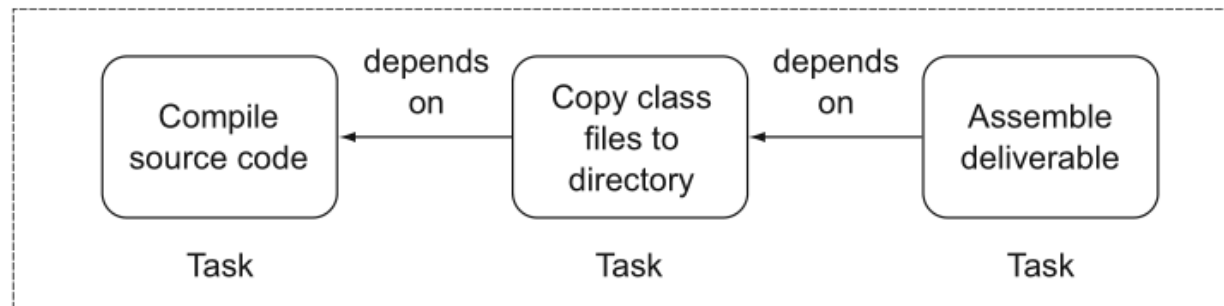 depends
on
depends
on
Compile
source code
Copy class
files to
directory
Assemble
deliverable
Task
Task
Task